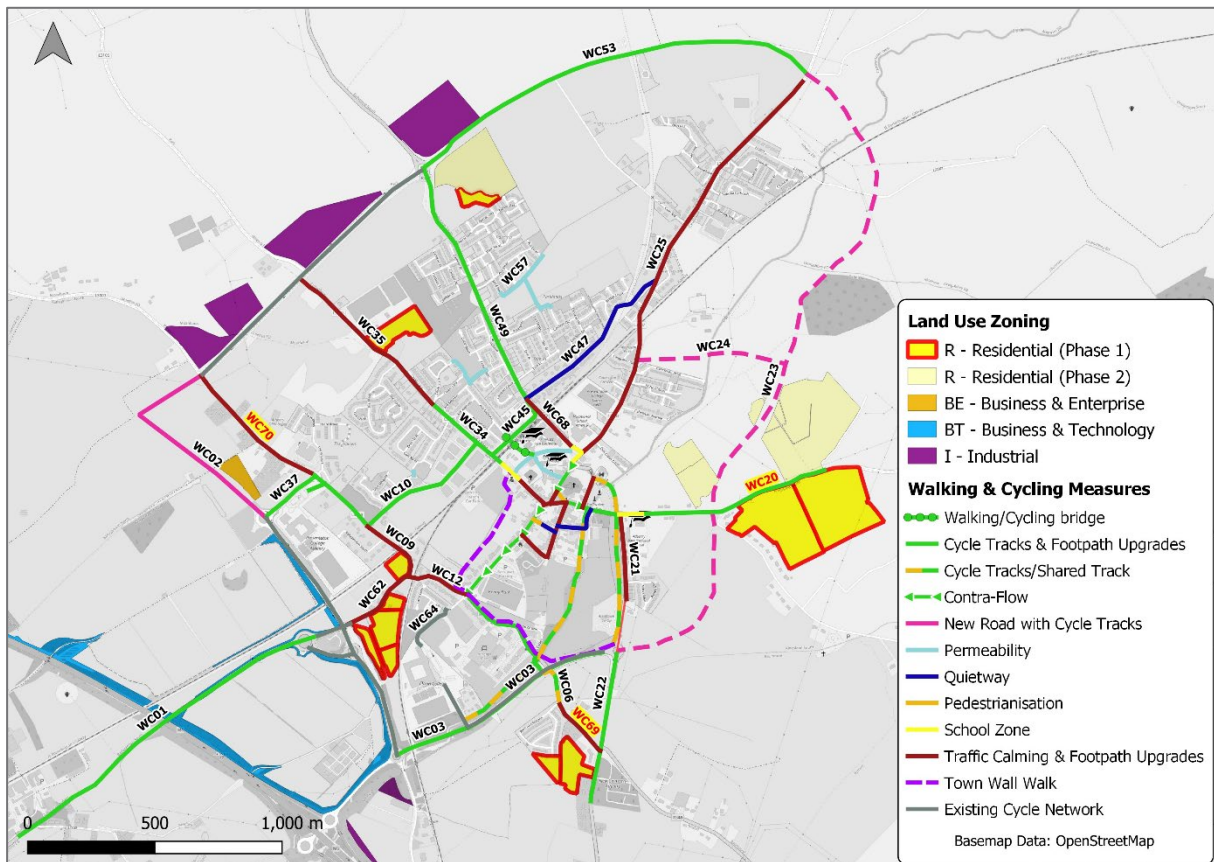 WC53
WC57
WC25
WC49
WC35
WC47
WC24
WC23
WC45
WC68
WC70
WC34
WC02
WC37
WC10
WC20
WC09
WC21
WC12
WC62
WC64
WC03
WC06
WC22
WC01
WC69
WC03
0 500 1,000 m
Land Use Zoning
R - Residential (Phase 1)
R - Residential (Phase 2)
BE - Business & Enterprise
BT - Business & Technology
I - Industrial
Walking & Cycling Measures
Walking/Cycling bridge
Cycle Tracks & Footpath Upgrades
Cycle Tracks/Shared Track
Contra-Flow
New Road with Cycle Tracks
Permeability
Quietway
Pedestrianisation
School Zone
Traffic Calming & Footpath Upgrades
Town Wall Walk
Existing Cycle Network
Basemap Data: OpenStreetMap